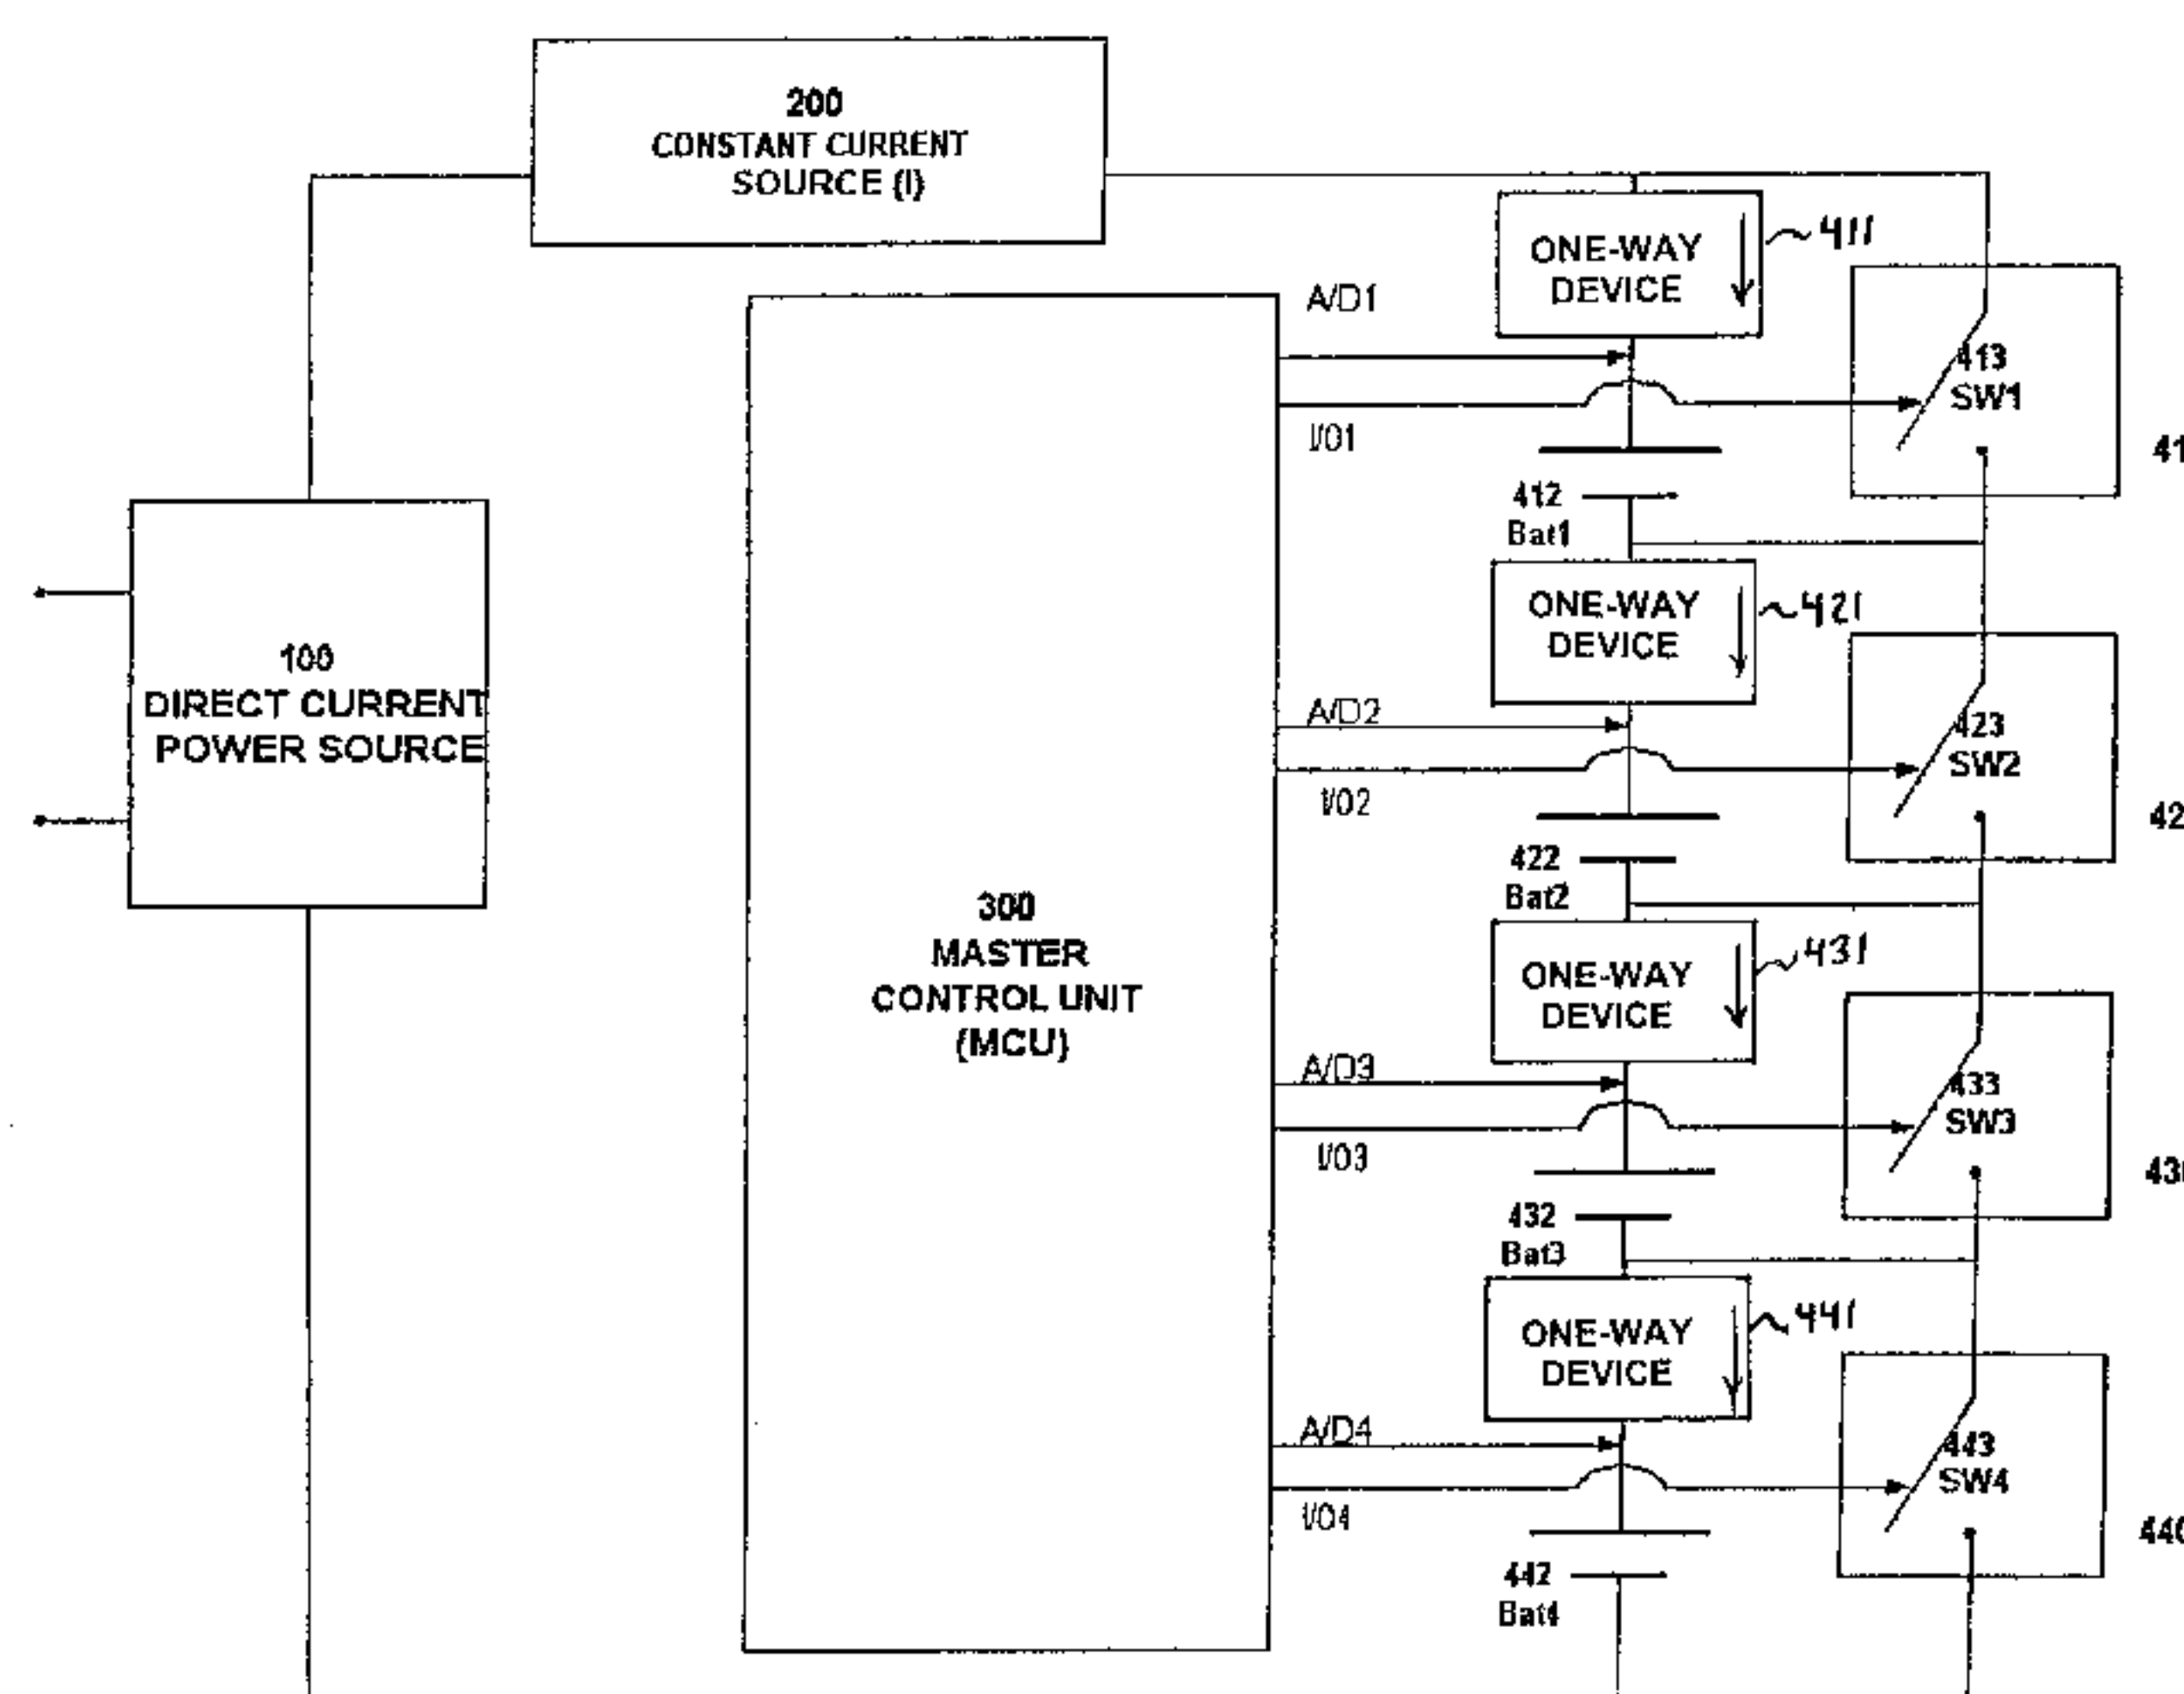 200
CONSTANT CURRENT
SOURCE (I)
ONE-WAY
DEVICE
411
A/D1
413
SW1
I/O1
41
412
Bat1
ONE-WAY
DEVICE
421
100
DIRECT CURRENT
POWER SOURCE
A/D2
423
SW2
I/O2
42
422
Bat2
300
MASTER
CONTROL UNIT
(MCU)
ONE-WAY
DEVICE
431
A/D3
433
SW3
I/O3
430
432
Bat3
ONE-WAY
DEVICE
441
A/D4
443
SW4
I/O4
440
442
Bat4